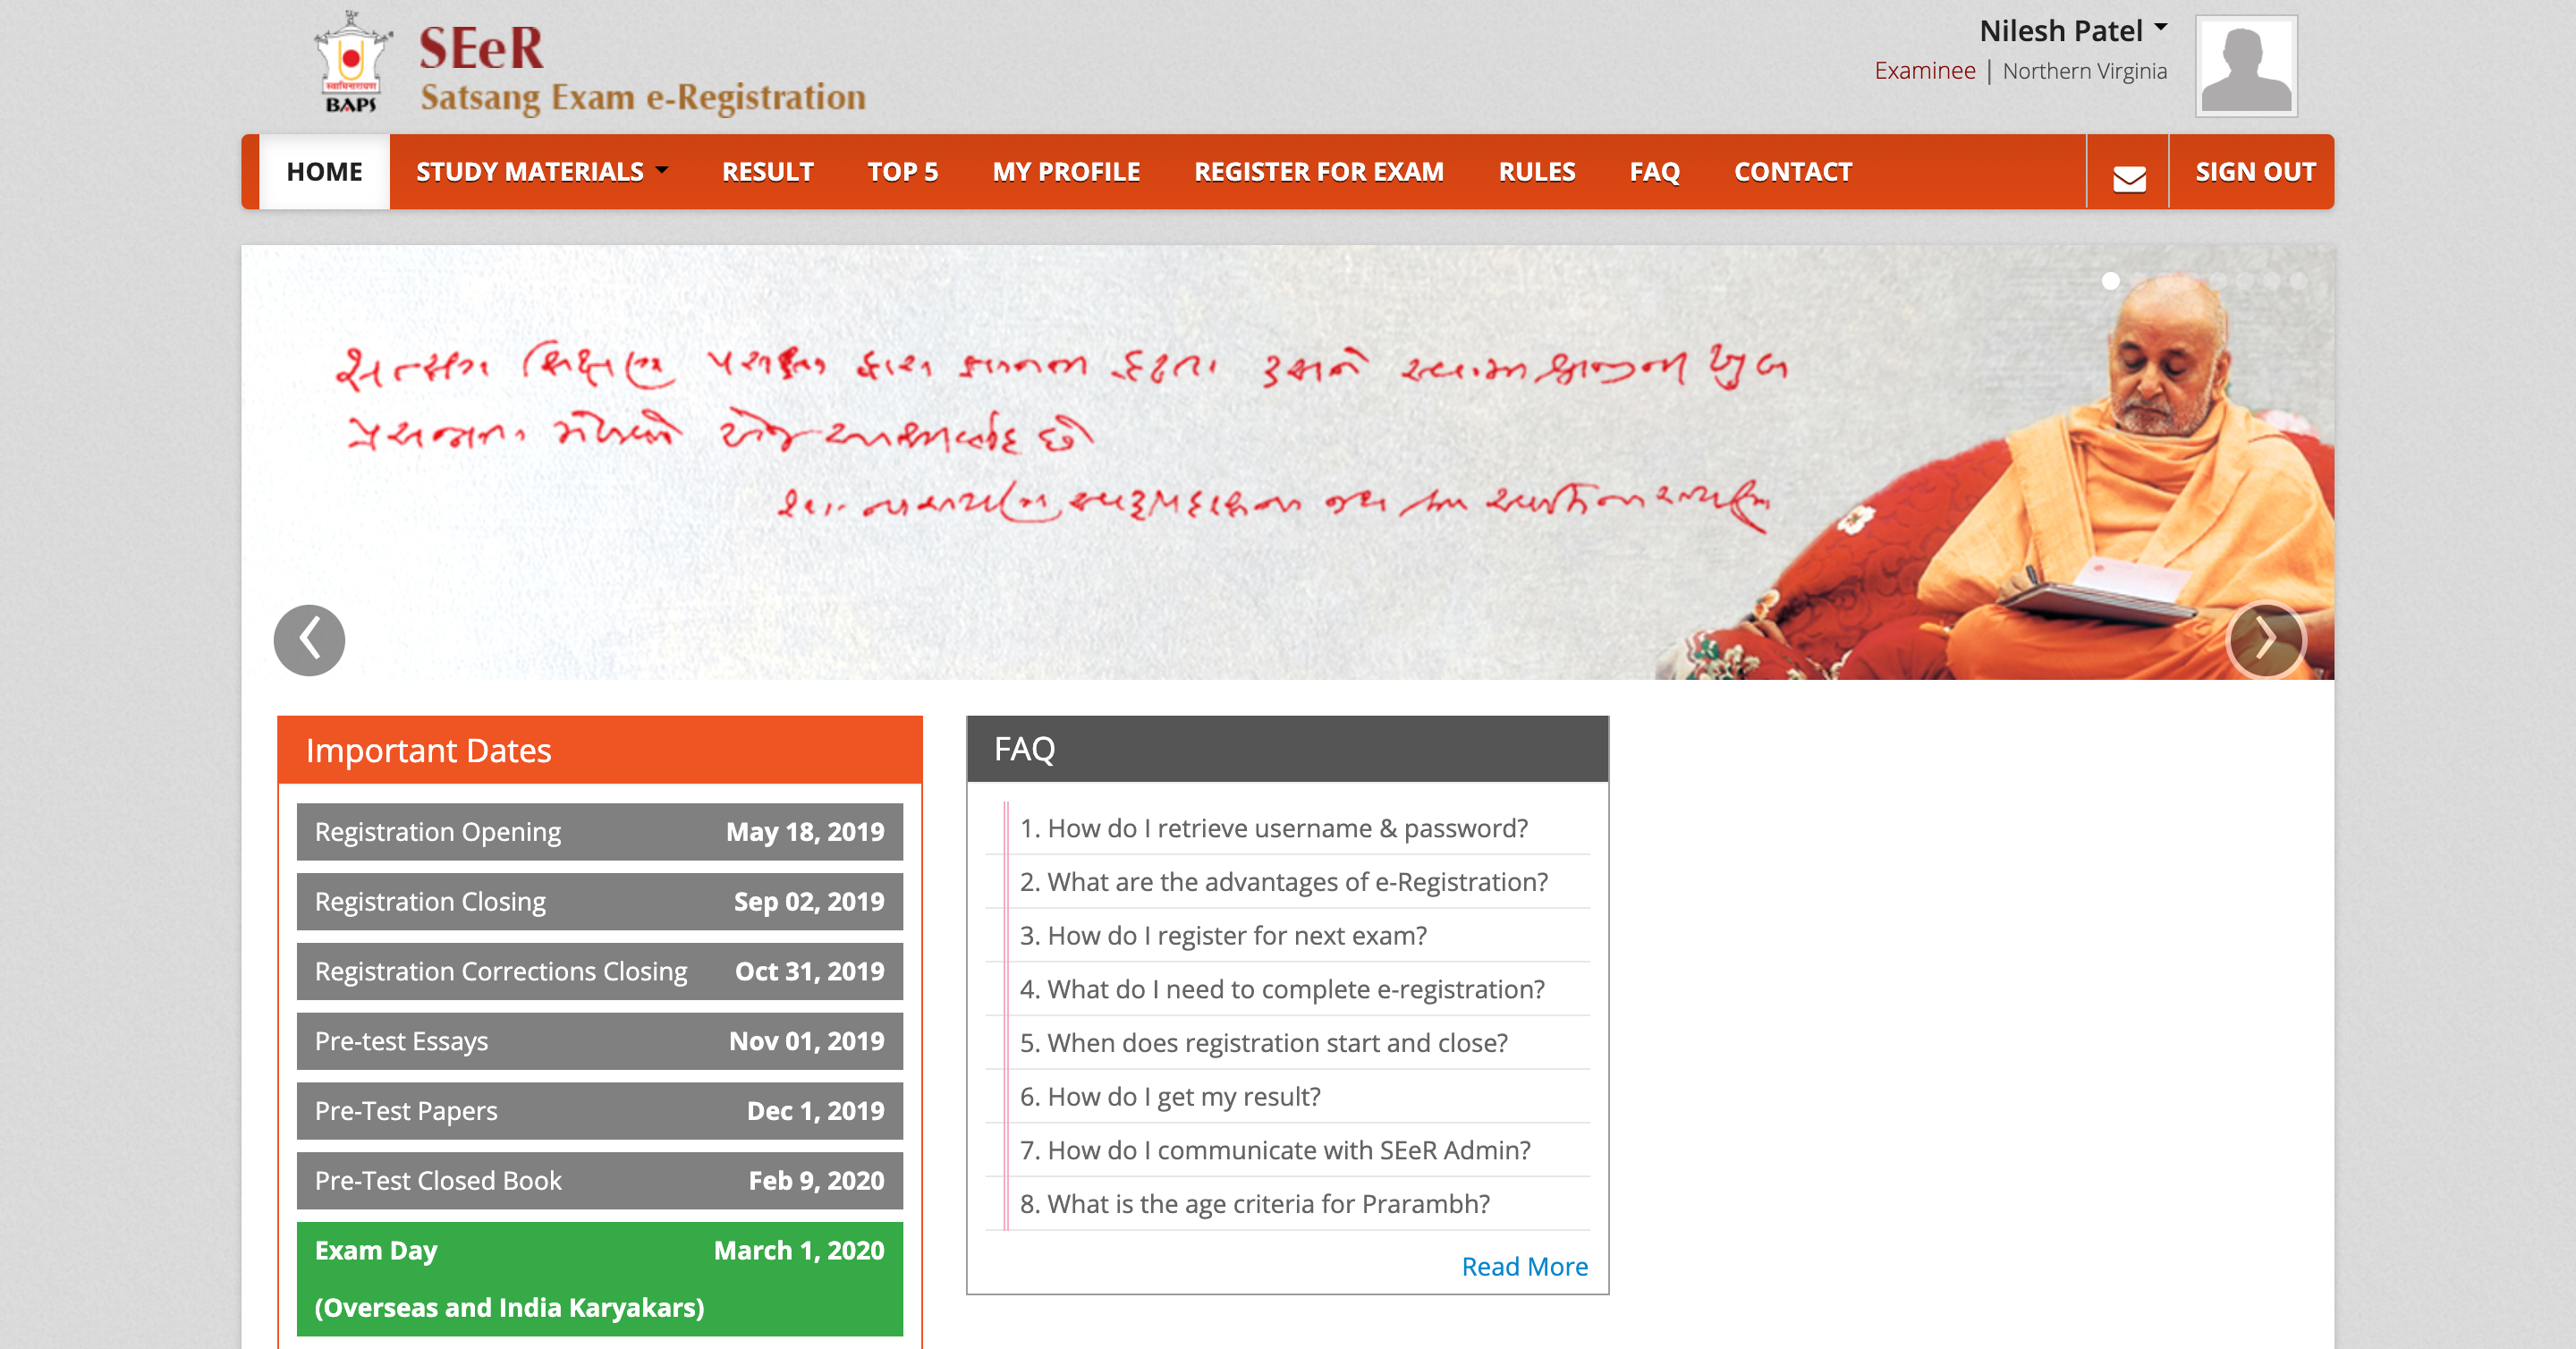 SEeR
Satsang Exam e-Registration
स्वामिनारायण
BAPS
Nilesh Patel
Examinee | Northern Virginia
HOME
STUDY MATERIALS
RESULT
TOP 5
MY PROFILE
REGISTER FOR EXAM
RULES
FAQ
CONTACT
SIGN OUT
Important Dates
Registration Opening May 18, 2019
Registration Closing Sep 02, 2019
Registration Corrections Closing Oct 31, 2019
Pre-test Essays Nov 01, 2019
Pre-Test Papers Dec 1, 2019
Pre-Test Closed Book Feb 9, 2020
Exam Day March 1, 2020
(Overseas and India Karyakars)
FAQ
1. How do I retrieve username & password?
2. What are the advantages of e-Registration?
3. How do I register for next exam?
4. What do I need to complete e-registration?
5. When does registration start and close?
6. How do I get my result?
7. How do I communicate with SEeR Admin?
8. What is the age criteria for Prarambh?
Read More